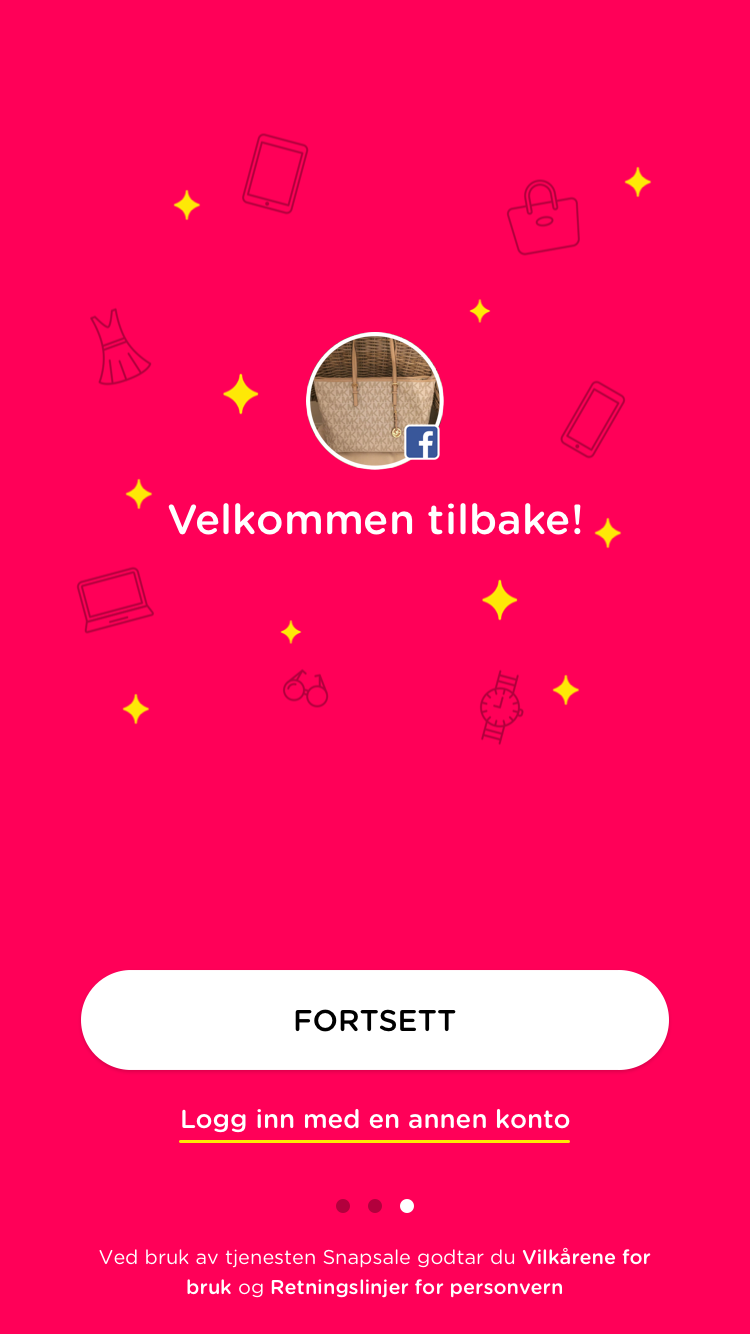 Velkommen tilbake!
FORTSETT
Logg inn med en annen konto
Ved bruk av tjenesten Snapsale godtar du Vilkårene for
bruk og Retningslinjer for personvern